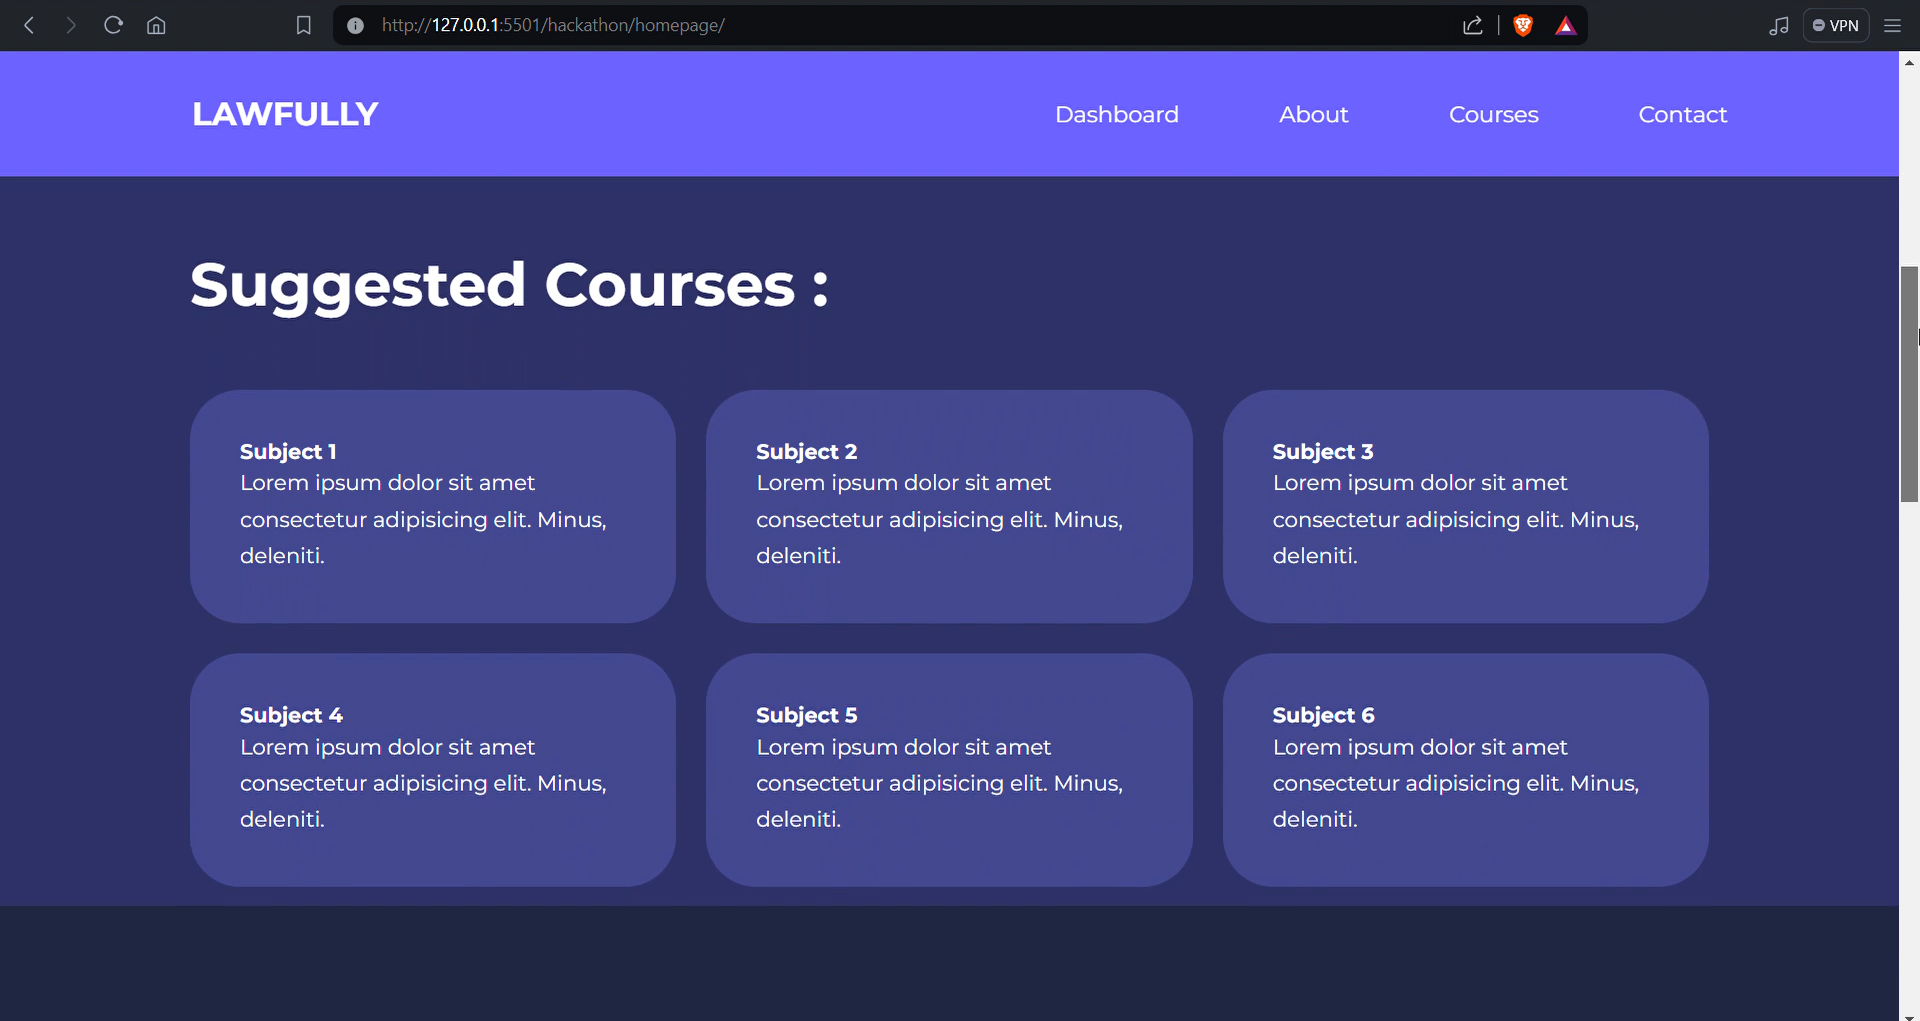 http://127.0.0.1:5501/hackathon/homepage/
VPN
LAWFULLY
Dashboard
About
Courses
Contact
Suggested Courses :
Subject 1
Lorem ipsum dolor sit amet
consectetur adipisicing elit. Minus,
deleniti.
Subject 2
Lorem ipsum dolor sit amet
consectetur adipisicing elit. Minus,
deleniti.
Subject 3
Lorem ipsum dolor sit amet
consectetur adipisicing elit. Minus,
deleniti.
Subject 4
Lorem ipsum dolor sit amet
consectetur adipisicing elit. Minus,
deleniti.
Subject 5
Lorem ipsum dolor sit amet
consectetur adipisicing elit. Minus,
deleniti.
Subject 6
Lorem ipsum dolor sit amet
consectetur adipisicing elit. Minus,
deleniti.